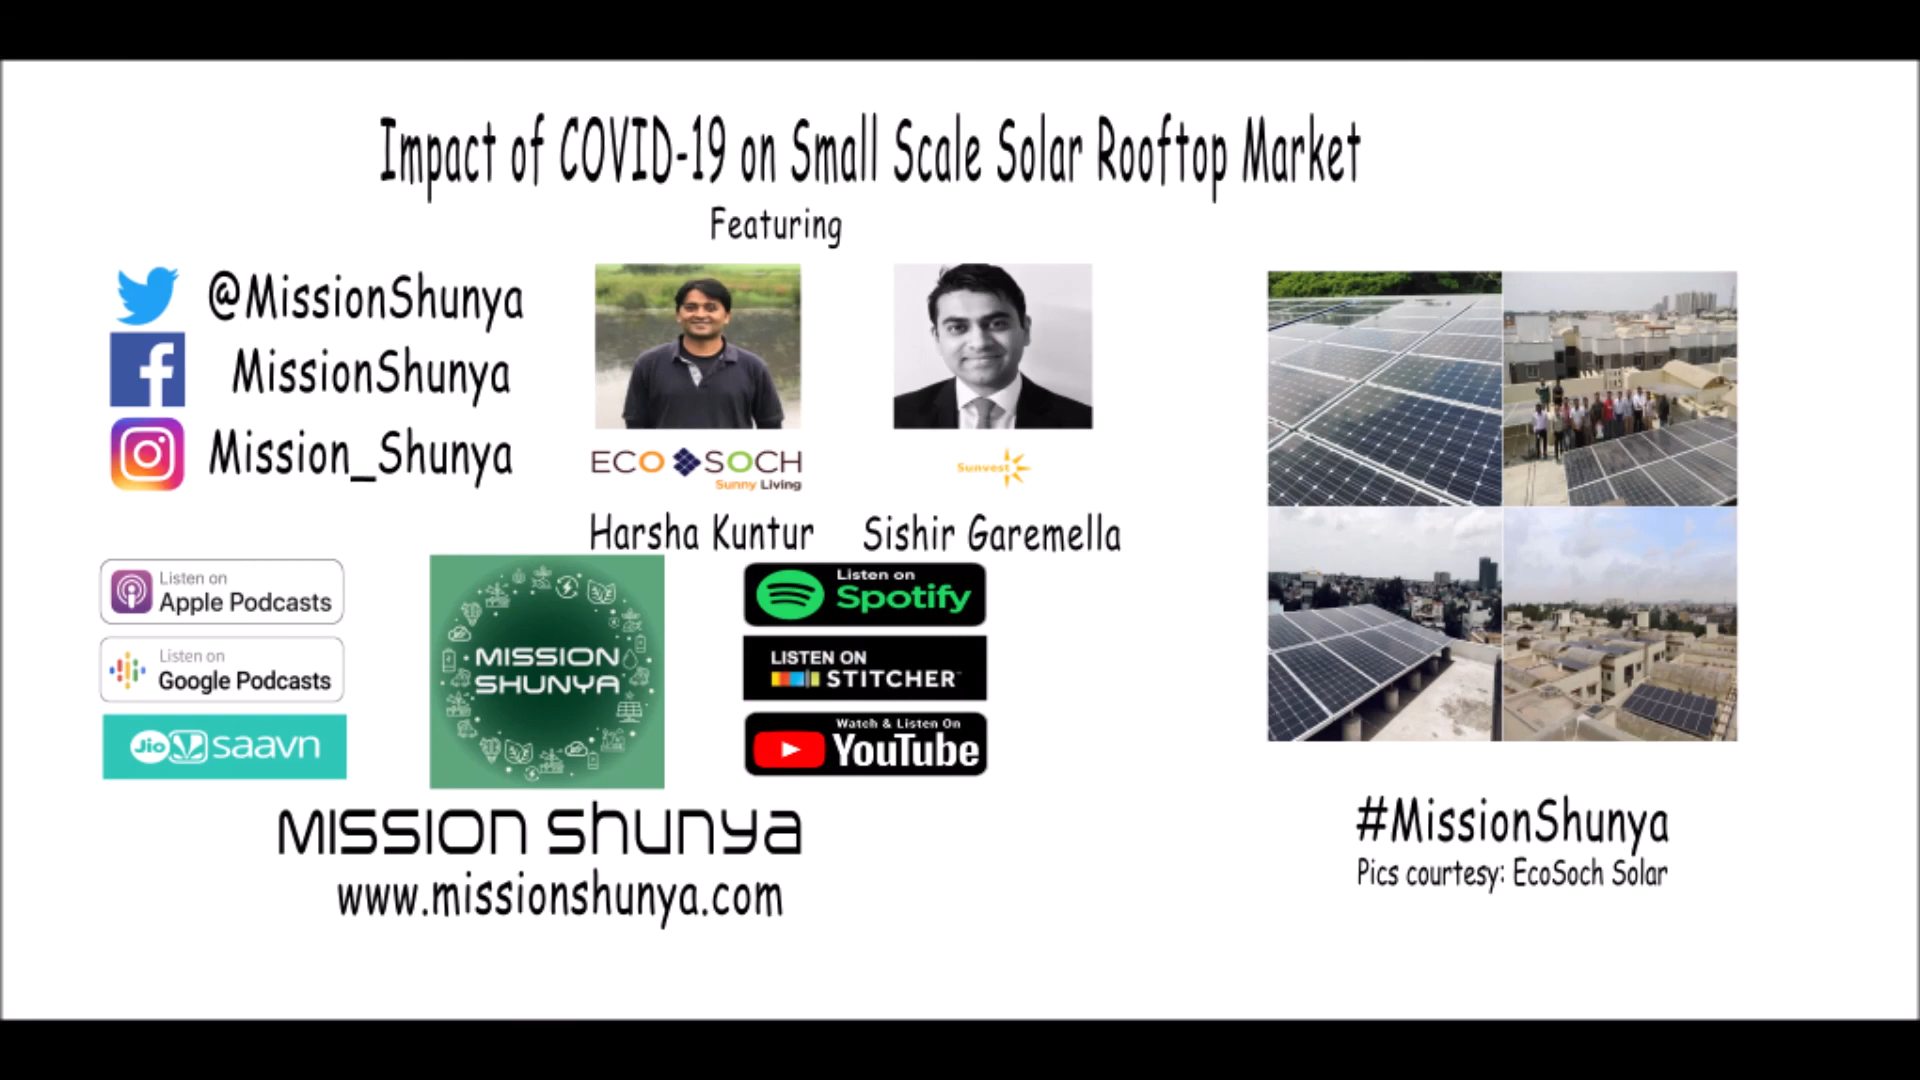 Impact of COVID-19 on Small Scale Solar Rooftop Market
Featuring
@MissionShunya
MissionShunya
Mission_Shunya
ECO SOCH
Sunny Living
Sunvest
Harsha Kuntur
Sishir Garemella
Listen on
Apple Podcasts
Listen on
Google Podcasts
Jio saavn
MISSION
SHUNYA
Listen on
Spotify
LISTEN ON
STITCHER
Watch & Listen On
YouTube
Mission Shunya
www.missionshunya.com
#MissionShunya
Pics courtesy: EcoSoch Solar